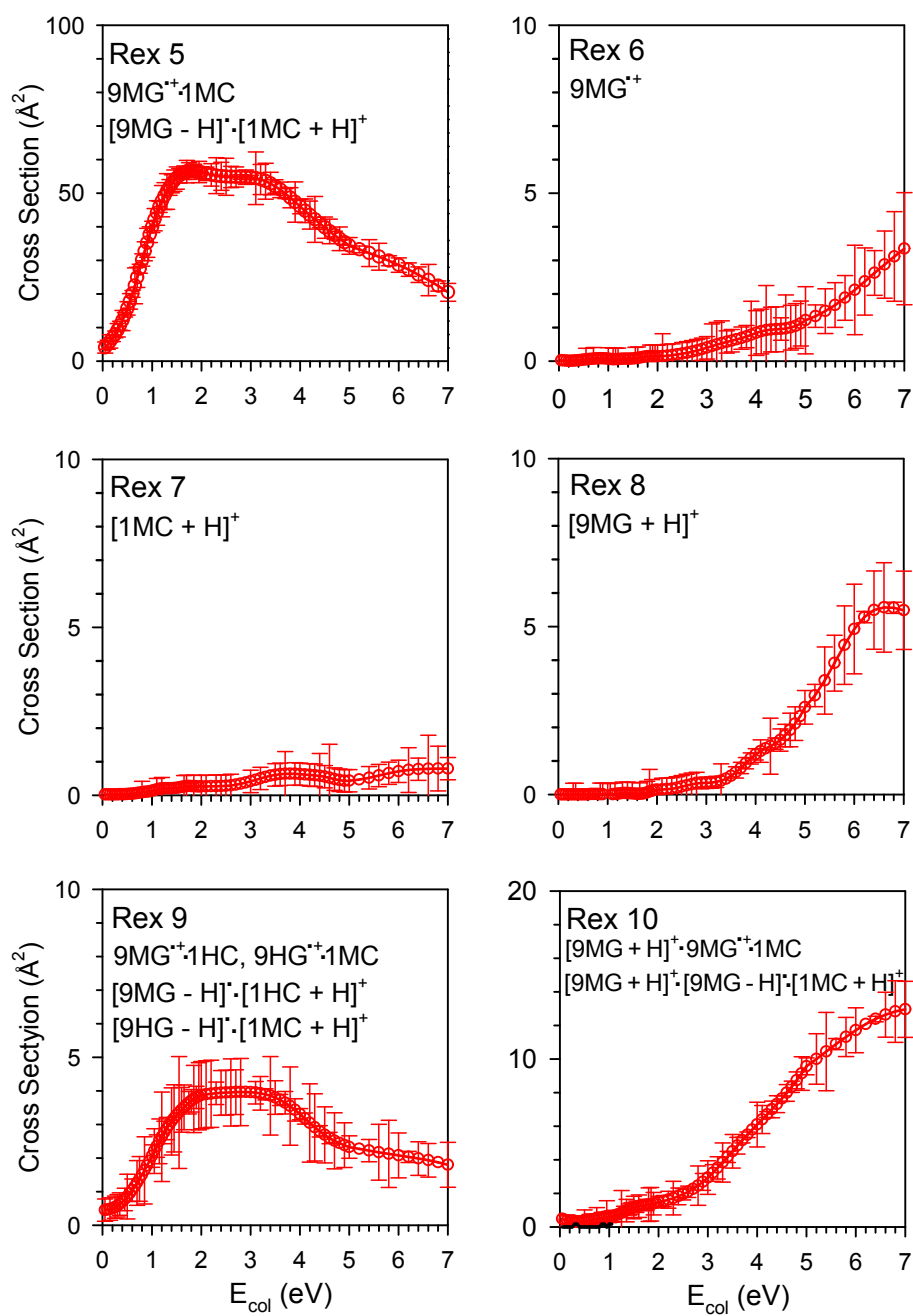 Rex 5
9MG˙⁺·1MC
[9MG - H]˙·[1MC + H]⁺
Cross Section (Å²)
100
50
0
0 1 2 3 4 5 6 7
Rex 6
9MG˙⁺
10
5
0
0 1 2 3 4 5 6 7
Rex 7
[1MC + H]⁺
Cross Section (Å²)
10
5
0
0 1 2 3 4 5 6 7
Rex 8
[9MG + H]⁺
10
5
0
0 1 2 3 4 5 6 7
Rex 9
9MG˙⁺·1HC, 9HG˙⁺·1MC
[9MG - H]˙·[1HC + H]⁺
[9HG - H]˙·[1MC + H]⁺
Cross Sectyion (Å²)
10
5
0
0 1 2 3 4 5 6 7
E_col (eV)
Rex 10
[9MG + H]⁺·9MG˙⁺·1MC
[9MG + H]⁺·[9MG - H]˙·[1MC + H]⁺
20
10
0
0 1 2 3 4 5 6 7
E_col (eV)